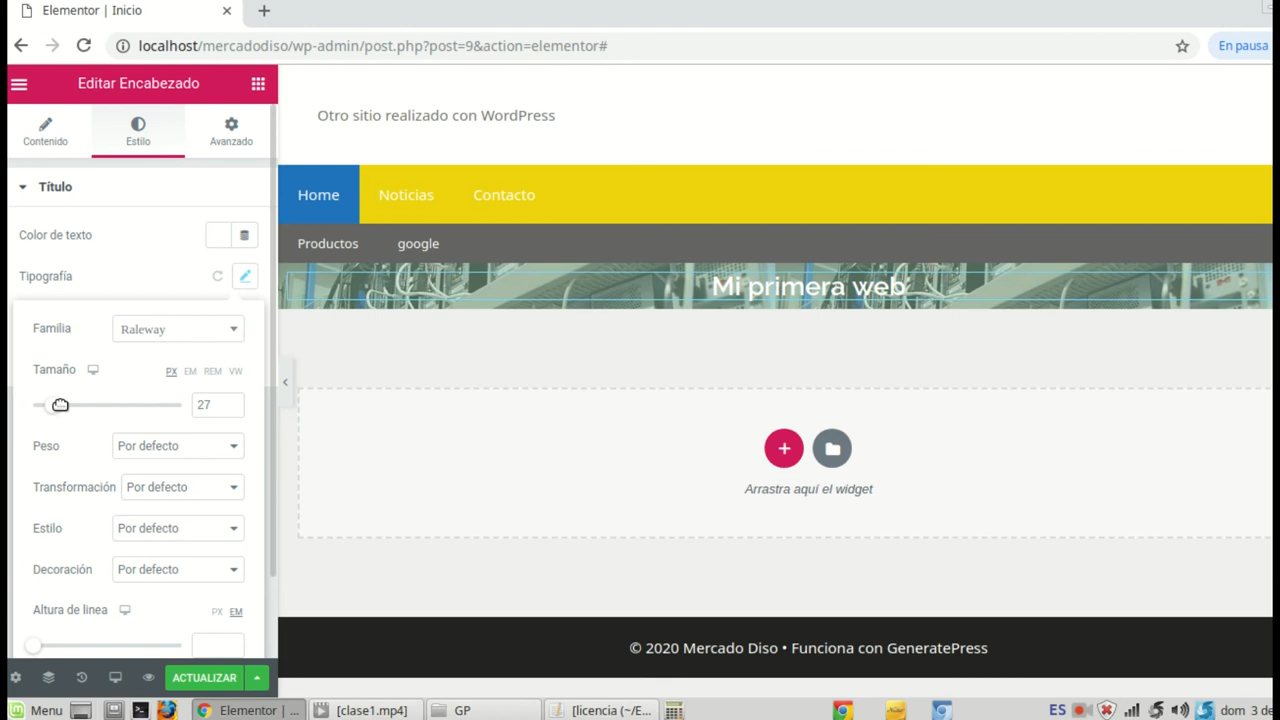 Elementor | Inicio
localhost/mercadodiso/wp-admin/post.php?post=9&action=elementor#
En pausa
Editar Encabezado
Contenido
Estilo
Avanzado
Título
Color de texto
Tipografía
Familia
Raleway
Tamaño
PX EM REM VW
27
Peso
Por defecto
Transformación
Por defecto
Estilo
Por defecto
Decoración
Por defecto
Altura de linea
PX EM
ACTUALIZAR
Otro sitio realizado con WordPress
Home Noticias Contacto
Productos google
Mi primera web
Arrastra aquí el widget
© 2020 Mercado Diso • Funciona con GeneratePress
Menu
Elementor | ...
[clase1.mp4]
GP
[licencia (~/E...
ES
dom 3 de